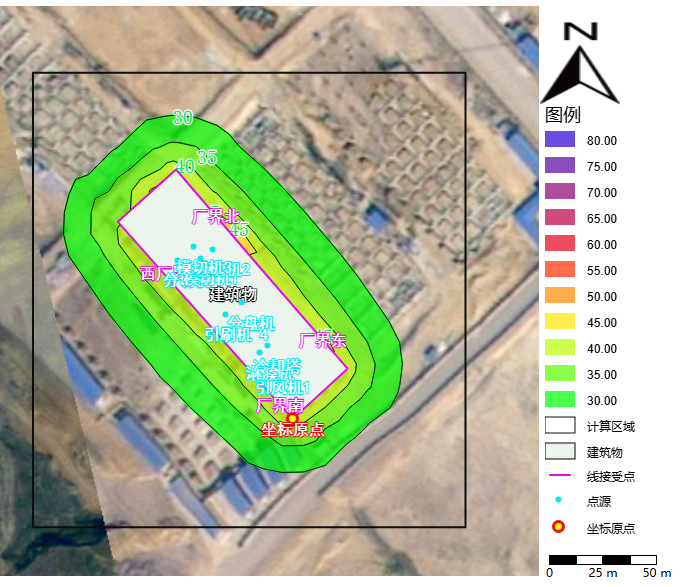 N
图例
80.00
75.00
70.00
65.00
60.00
55.00
50.00
45.00
40.00
35.00
30.00
计算区域
建筑物
线接受点
点源
坐标原点
0 25 m 50 m
30
35
40
厂界北
45
西厂
模切机3
建筑物
分盘机
引刷机 4
厂界东
冷却塔
引风机1
厂界南
坐标原点